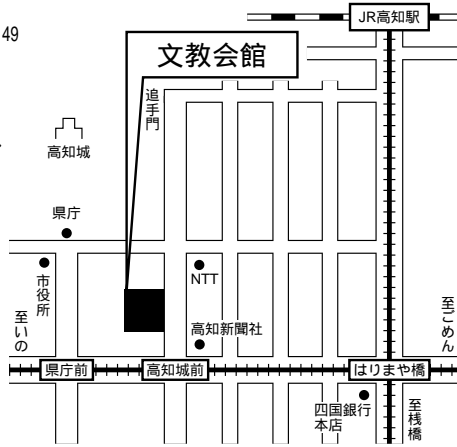 JR高知駅
49
文教会館
追手門
高知城
県庁
市役所
NTT
至いの
至ごめん
高知新聞社
県庁前
高知城前
はりまや橋
四国銀行
本店
至桟橋